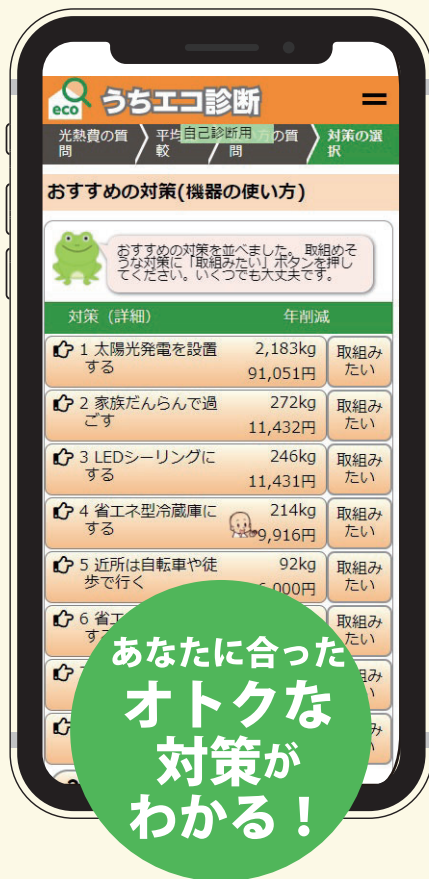 eco うちエコ診断
光熱費の質問
平均 較
自己診断用
方の質問
対策の選択
おすすめの対策(機器の使い方)
おすすめの対策を並べました。 取組めそ
うな対策に「取組みたい」ボタンを押し
てください。いくつでも大丈夫です。
対策（詳細） 年削減
1 太陽光発電を設置 2,183kg 取組み
する 91,051円 たい
2 家族だんらんで過 272kg 取組み
ごす 11,432円 たい
3 LEDシーリングに 246kg 取組み
する 11,431円 たい
4 省エネ型冷蔵庫に 214kg 取組み
する 9,916円 たい
5 近所は自転車や徒 92kg 取組み
歩で行く 000円 たい
6 省エ 取組み
す たい
あなたに合った
オトクな
対策が
わかる！